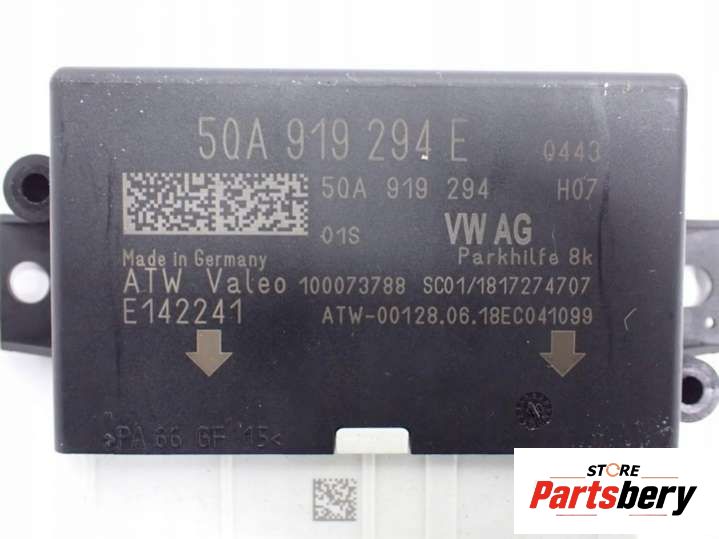 5QA 919 294 E
0443
5QA 919 294 H07
01S VW AG
Parkhilfe 8k
Made in Germany
ATW Valeo 100073788 SC01/1817274707
E142241 ATW-00128.06.18EC041099
>PA 66 GF 15<
STORE
Partsbery